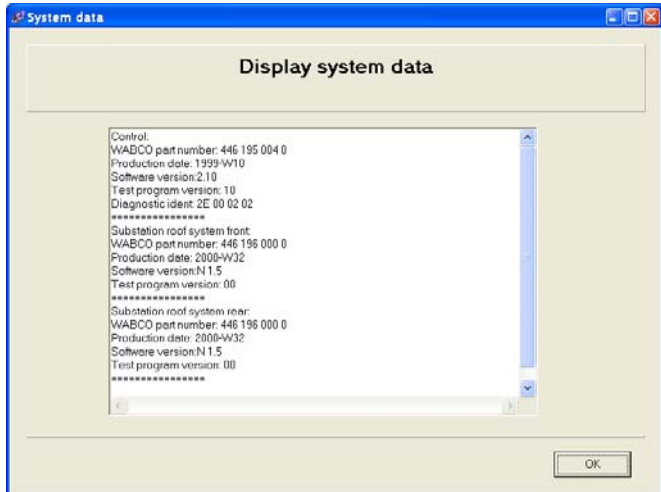 System data
Display system data
Control:
WABCO part number: 446 195 004 0
Production date: 1999-W10
Software version:2.10
Test program version: 10
Diagnostic ident: 2E 00 02 02
================
Substation roof system front:
WABCO part number: 446 196 000 0
Production date: 2000-W32
Software version:N 1.5
Test program version: 00
================
Substation roof system rear:
WABCO part number: 446 196 000 0
Production date: 2000-W32
Software version:N 1.5
Test program version: 00
================
OK